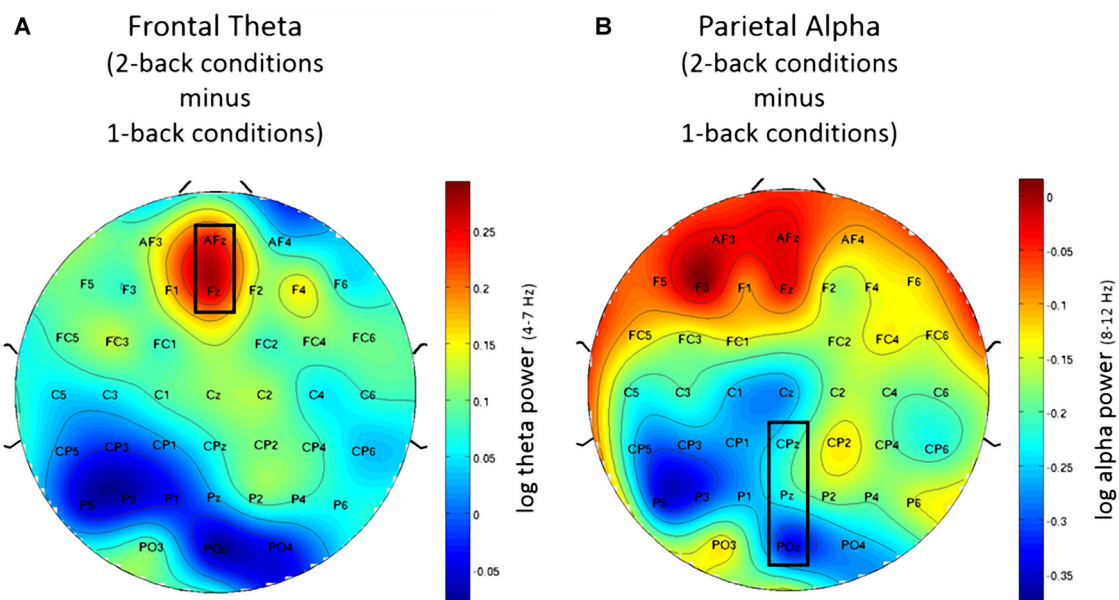 A
Frontal Theta
(2-back conditions
minus
1-back conditions)
AF3 AFz AF4
F5 F3 F1 Fz F2 F4 F6
FC5 FC3 FC1 FC2 FC4 FC6
C5 C3 C1 Cz C2 C4 C6
CP5 CP3 CP1 CPz CP2 CP4 CP6
P5 P3 P1 Pz P2 P4 P6
PO3 POz PO4
0.25
0.2
0.15
0.1
0.05
0
-0.05
log theta power (4-7 Hz)
B
Parietal Alpha
(2-back conditions
minus
1-back conditions)
AF3 AFz AF4
F5 F3 F1 Fz F2 F4 F6
FC5 FC3 FC1 FC2 FC4 FC6
C5 C3 C1 Cz C2 C4 C6
CP5 CP3 CP1 CPz CP2 CP4 CP6
P5 P3 P1 Pz P2 P4 P6
PO3 POz PO4
0
-0.05
-0.1
-0.15
-0.2
-0.25
-0.3
-0.35
log alpha power (8-12 Hz)